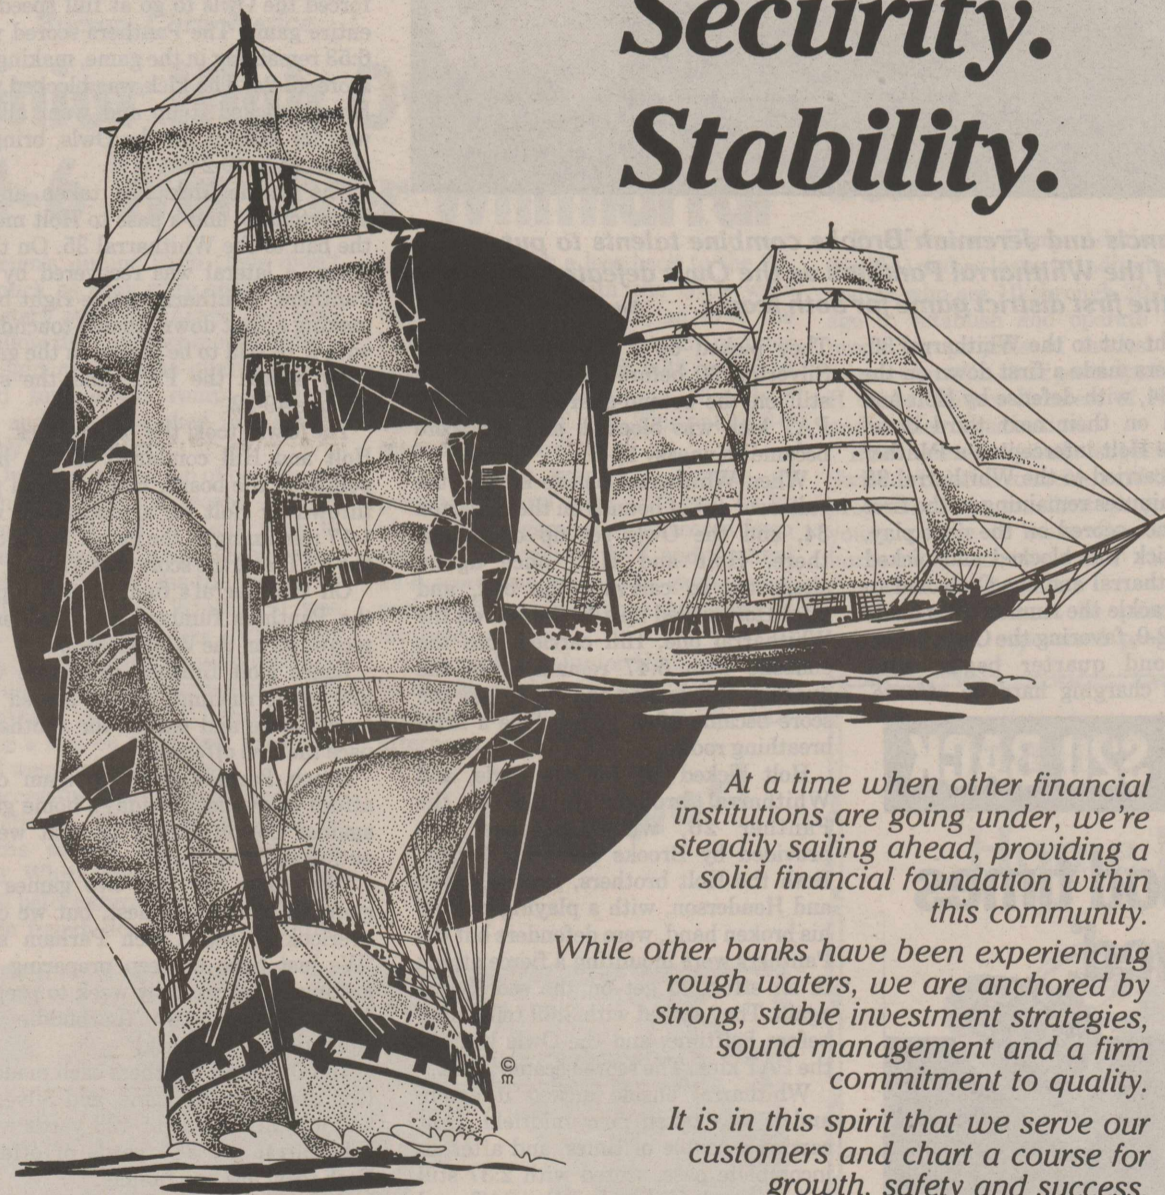 Security.
Stability.
At a time when other financial
institutions are going under, we're
steadily sailing ahead, providing a
solid financial foundation within
this community.
While other banks have been experiencing
rough waters, we are anchored by
strong, stable investment strategies,
sound management and a firm
commitment to quality.
It is in this spirit that we serve our
customers and chart a course for
growth, safety and success
©
m